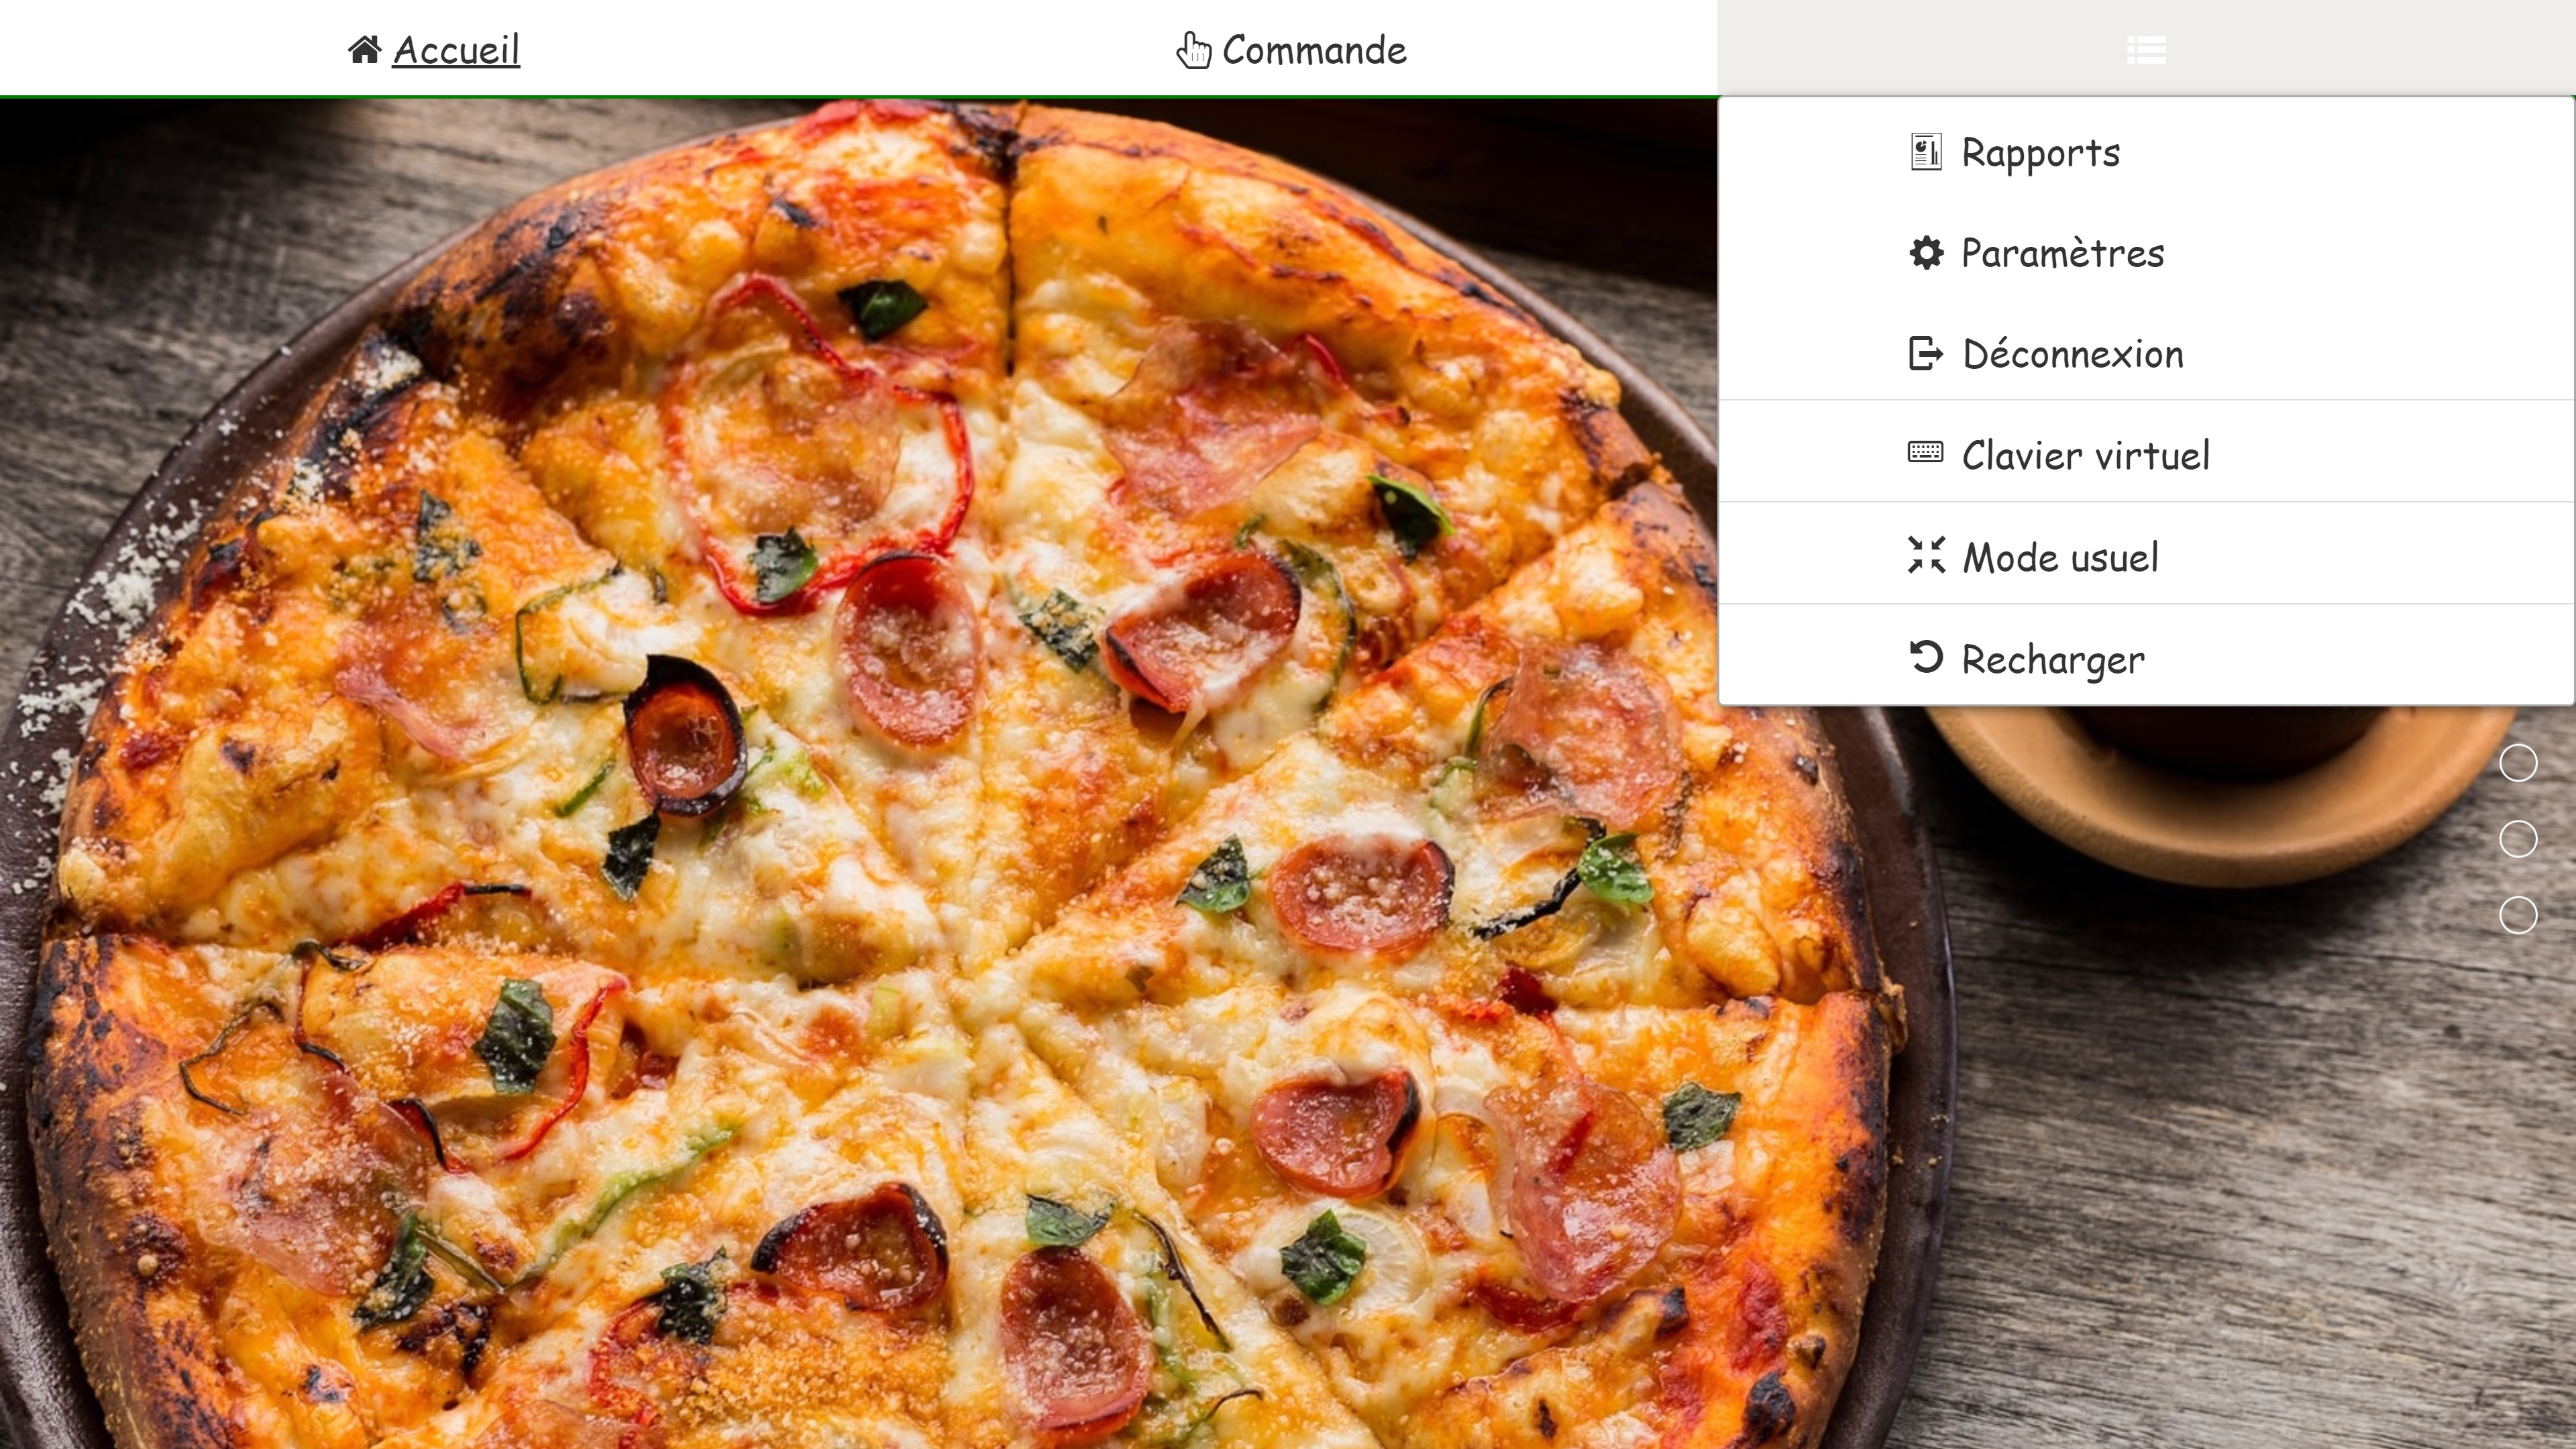 Accueil
Commande
Rapports
Paramètres
Déconnexion
Clavier virtuel
Mode usuel
Recharger